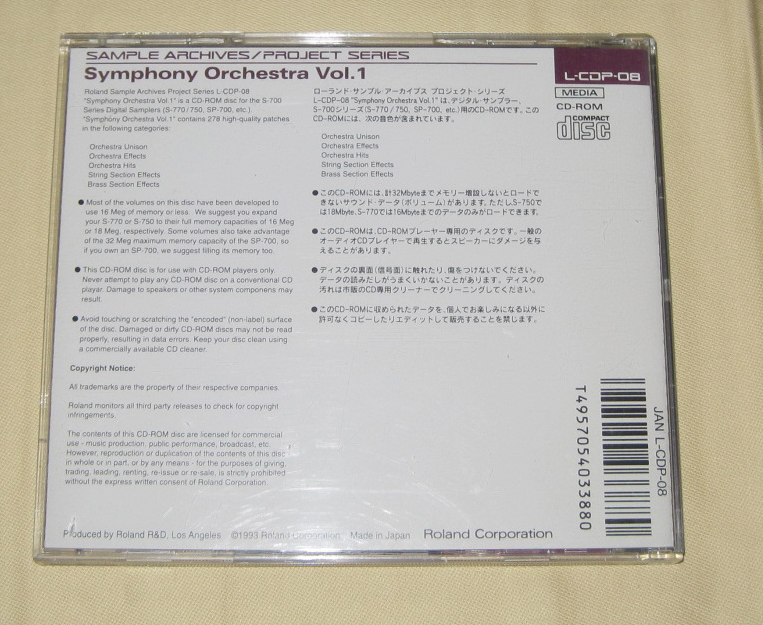 SAMPLE ARCHIVES/PROJECT SERIES
Symphony Orchestra Vol.1
L-CDP-08
MEDIA
CD-ROM
COMPACT
disc
Roland Sample Archives Project Series L-CDP-08
"Symphony Orchestra Vol.1" is a CD-ROM disc for the S-700
Series Digital Samplers (S-770/750, SP-700, etc.)
"Symphony Orchestra Vol.1" contains 278 high-quality patches
in the following categories:
Orchestra Unison
Orchestra Effects
Orchestra Hits
String Section Effects
Brass Section Effects
● Most of the volumes on this disc have been developed to
use 16 Meg of memory or less. We suggest you expand
your S-770 or S-750 to their full memory capacities of 16 Meg
or 18 Meg, respectively. Some volumes also take advantage
of the 32 Meg maximum memory capacity of the SP-700, so
if you own an SP-700, we suggest filling its memory too.
● This CD-ROM disc is for use with CD-ROM players only.
Never attempt to play any CD-ROM disc on a conventional CD
player. Damage to speakers or other system componens may
result.
● Avoid touching or scratching the "encoded" (non-label) surface
of the disc. Damaged or dirty CD-ROM discs may not be read
properly, resulting in data errors. Keep your disc clean using
a commercially available CD cleaner.
Copyright Notice:
All trademarks are the property of their respective companies.
Roland monitors all third party releases to check for copyright
infringements.
The contents of this CD-ROM disc are licensed for commercial
use - music production, public performance, broadcast, etc.
However, reproduction or duplication of the contents of this disc
in whole or in part, or by any means - for the purposes of giving,
trading, leading, renting, re-issue or re-sale, is strictly prohibited
without the express written consent of Roland Corporation.
ローランド・サンプル・アーカイブス プロジェクト・シリーズ
L-CDP-08 "Symphony Orchestra Vol.1" は、デジタル・サンプラー、
S-700シリーズ(S-770/750, SP-700, etc.)用のCD-ROMです。この
CD-ROMには、次の音色が含まれています。
Orchestra Unison
Orchestra Effects
Orchestra Hits
String Section Effects
Brass Section Effects
● このCD-ROMには、計32Mbyteまでメモリー増設しないとロードで
きないサウンド・データ(ボリューム)があります。ただしS-750で
は18Mbyte、S-770では16Mbyteまでのデータのみがロードできます。
● このCD-ROMは、CD-ROMプレーヤー専用のディスクです。一般の
オーディオCDプレイヤーで再生するとスピーカーにダメージを与
えることがあります。
● ディスクの裏面(信号面)に触れたり、傷をつけないでください。
データの読みだしがうまくいかないことがあります。ディスクの
汚れは市販のCD専用クリーナーでクリーニングしてください。
● このCD-ROMに収められたデータを、個人でお楽しみになる以外に
許可なくコピーしたりエディットして販売することを禁じます。
T4957054033880
JAN L-CDP-08
Produced by Roland R&D, Los Angeles ©1993 Roland Corporation Made in Japan Roland Corporation